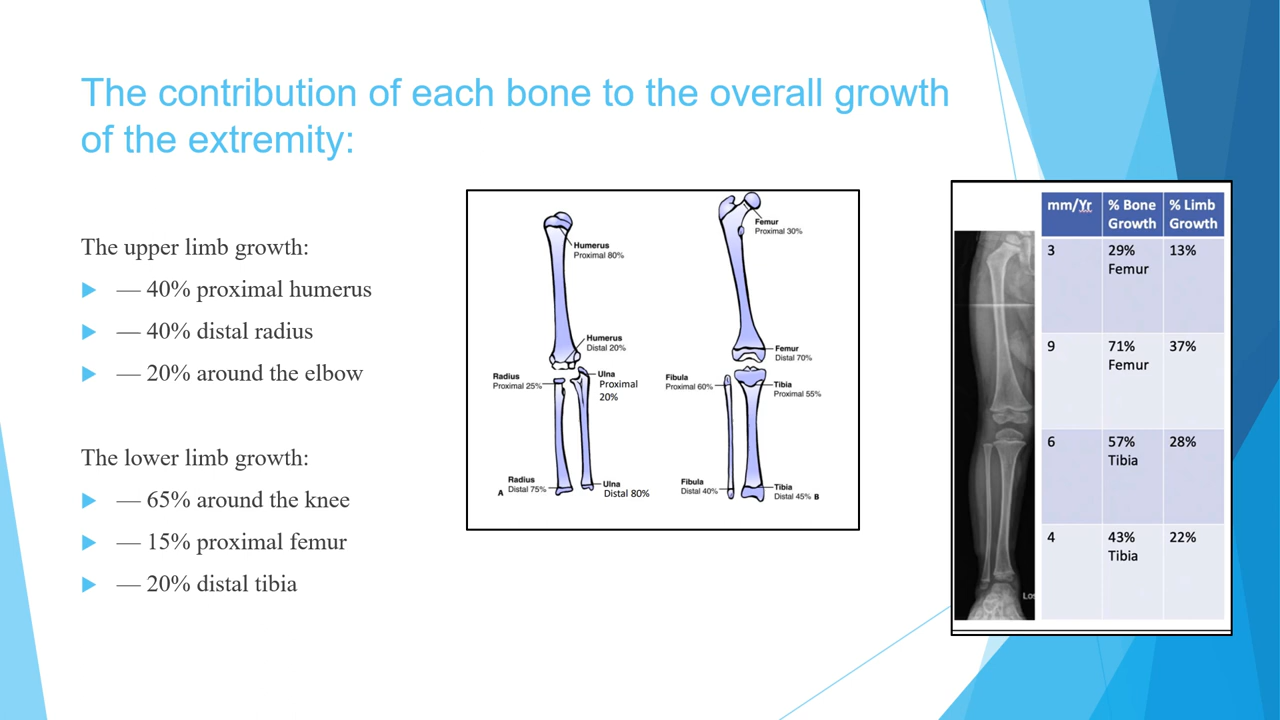 The contribution of each bone to the overall growth
of the extremity:
The upper limb growth:
— 40% proximal humerus
— 40% distal radius
— 20% around the elbow
The lower limb growth:
— 65% around the knee
— 15% proximal femur
— 20% distal tibia
Humerus
Proximal 80%
Humerus
Distal 20%
Radius
Proximal 25%
Ulna
Proximal
20%
Radius
Distal 75%
Ulna
Distal 80%
A
Femur
Proximal 30%
Femur
Distal 70%
Fibula
Proximal 60%
Tibia
Proximal 55%
Fibula
Distal 40%
Tibia
Distal 45%
B
mm/Yr % Bone Growth % Limb Growth
3 29% Femur 13%
9 71% Femur 37%
6 57% Tibia 28%
4 43% Tibia 22%